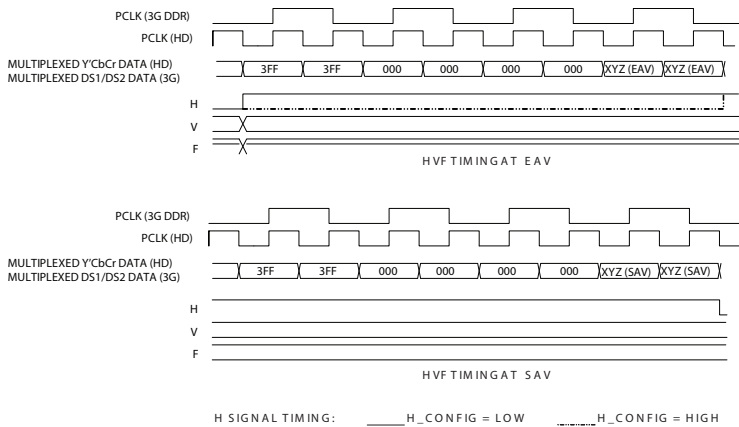 PCLK (3G DDR)
PCLK (HD)
MULTIPLEXED Y'CbCr DATA (HD)
MULTIPLEXED DS1/DS2 DATA (3G)
3FF 3FF 000 000 000 000 XYZ (EAV) XYZ (EAV)
H
V
F
HVF TIMING AT EAV
PCLK (3G DDR)
PCLK (HD)
MULTIPLEXED Y'CbCr DATA (HD)
MULTIPLEXED DS1/DS2 DATA (3G)
3FF 3FF 000 000 000 000 XYZ (SAV) XYZ (SAV)
H
V
F
HVF TIMING AT SAV
H SIGNAL TIMING: H_CONFIG = LOW H_CONFIG = HIGH